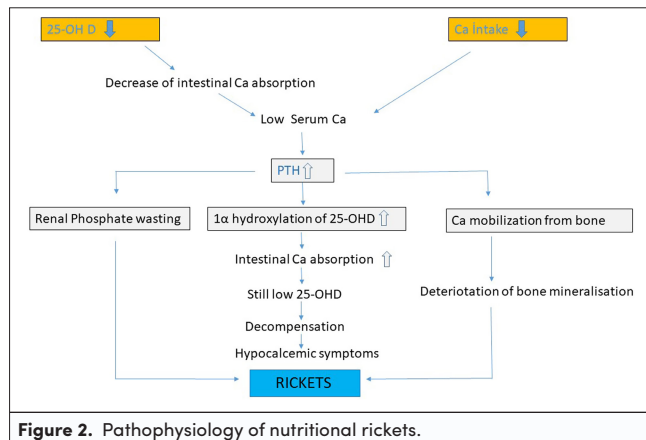 25-OH D
Ca İntake
Decrease of intestinal Ca absorption
Low Serum Ca
PTH
Renal Phosphate wasting
1α hydroxylation of 25-OHD
Ca mobilization from bone
Intestinal Ca absorption
Still low 25-OHD
Deteriotation of bone mineralisation
Decompensation
Hypocalcemic symptoms
RICKETS
Figure 2. Pathophysiology of nutritional rickets.